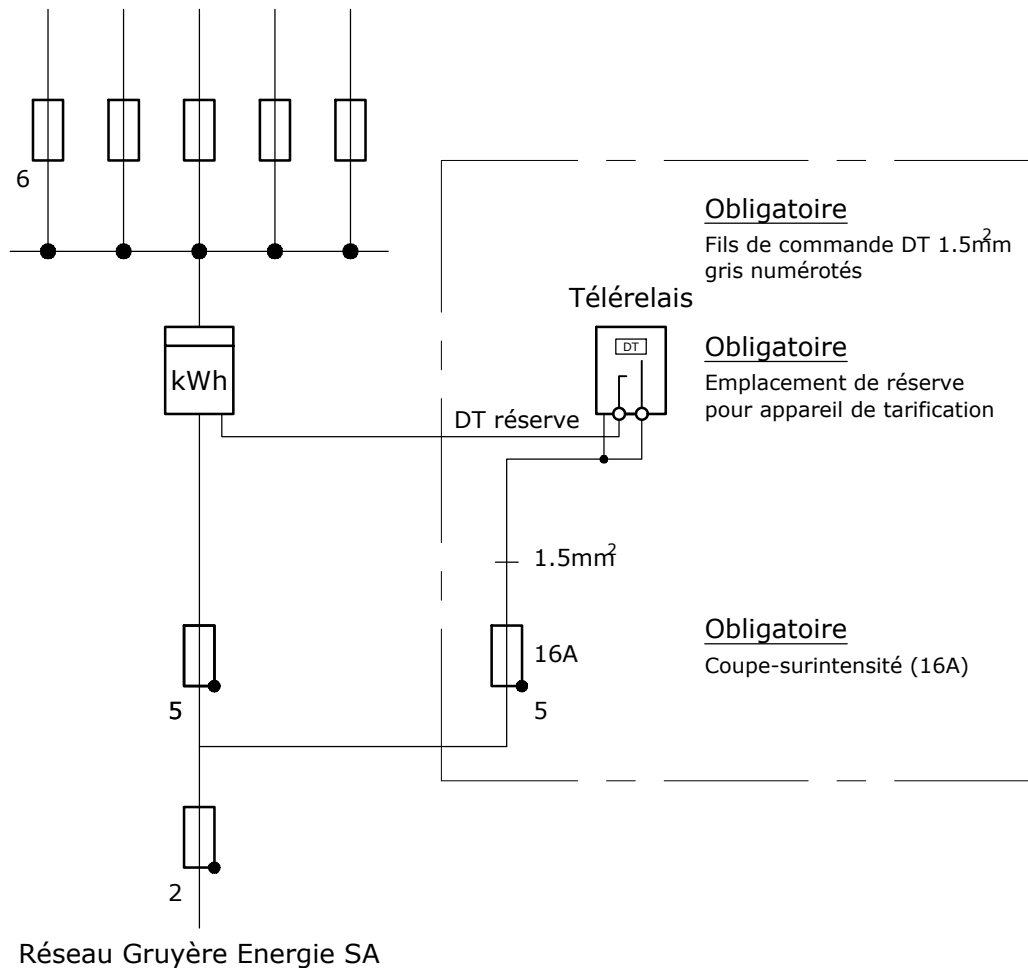 6
Obligatoire
Fils de commande DT 1.5mm²
gris numérotés
Télérelais
DT
Obligatoire
Emplacement de réserve
pour appareil de tarification
kWh
DT réserve
1.5mm²
Obligatoire
Coupe-surintensité (16A)
16A
5
5
2
Réseau Gruyère Energie SA